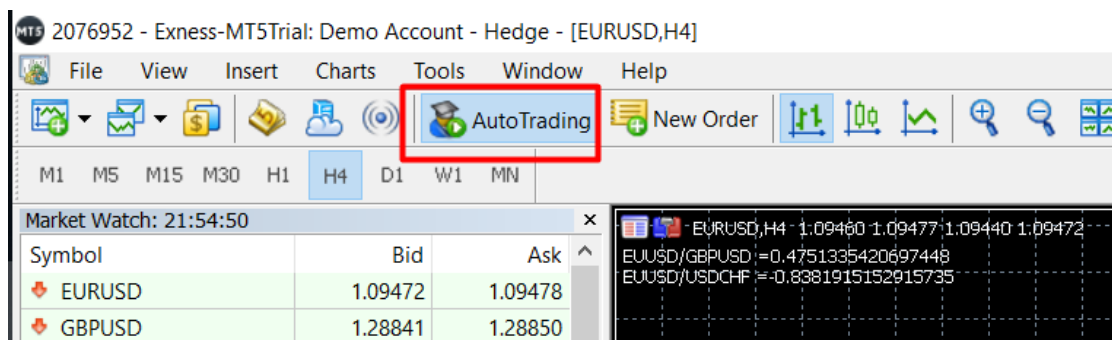 MT5 2076952 - Exness-MT5Trial: Demo Account - Hedge - [EURUSD,H4]
File View Insert Charts Tools Window Help
AutoTrading New Order
M1 M5 M15 M30 H1 H4 D1 W1 MN
Market Watch: 21:54:50 ×
Symbol Bid Ask
EURUSD 1.09472 1.09478
GBPUSD 1.28841 1.28850
EURUSD,H4 1.09460 1.09477 1.09440 1.09472
EUUSD/GBPUSD =0.4751335420697448
EUUSD/USDCHF =-0.8381915152915735